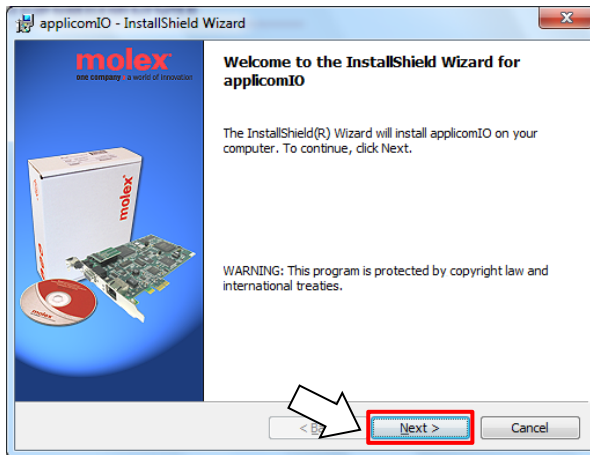 applicomIO - InstallShield Wizard
molex
one company > a world of innovation
Welcome to the InstallShield Wizard for
applicomIO
The InstallShield(R) Wizard will install applicomIO on your
computer. To continue, click Next.
molex
WARNING: This program is protected by copyright law and
international treaties.
molex
Next >
Cancel